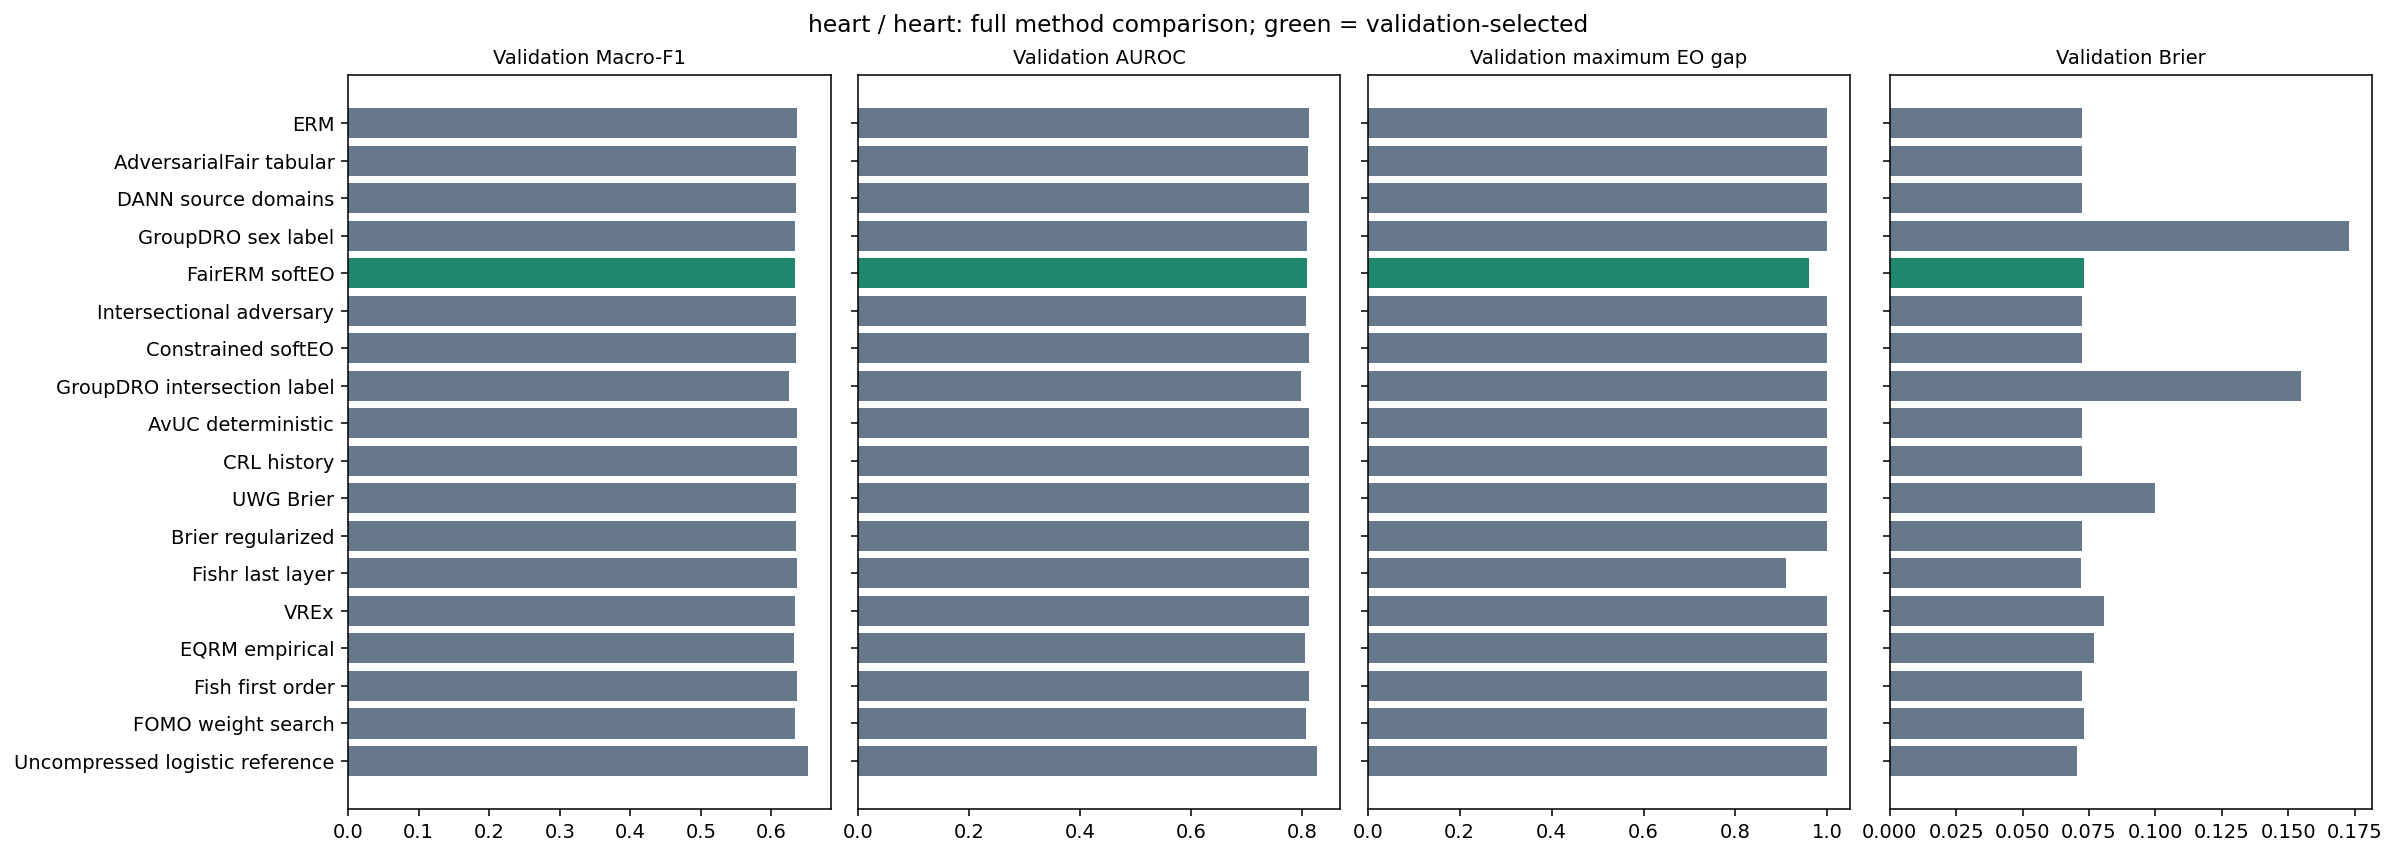 heart / heart: full method comparison; green = validation-selected
Validation Macro-F1
Validation AUROC
Validation maximum EO gap
Validation Brier
ERM
AdversarialFair tabular
DANN source domains
GroupDRO sex label
FairERM softEO
Intersectional adversary
Constrained softEO
GroupDRO intersection label
AvUC deterministic
CRL history
UWG Brier
Brier regularized
Fishr last layer
VREx
EQRM empirical
Fish first order
FOMO weight search
Uncompressed logistic reference
0.0 0.1 0.2 0.3 0.4 0.5 0.6
0.0 0.2 0.4 0.6 0.8
0.0 0.2 0.4 0.6 0.8 1.0
0.000 0.025 0.050 0.075 0.100 0.125 0.150 0.175